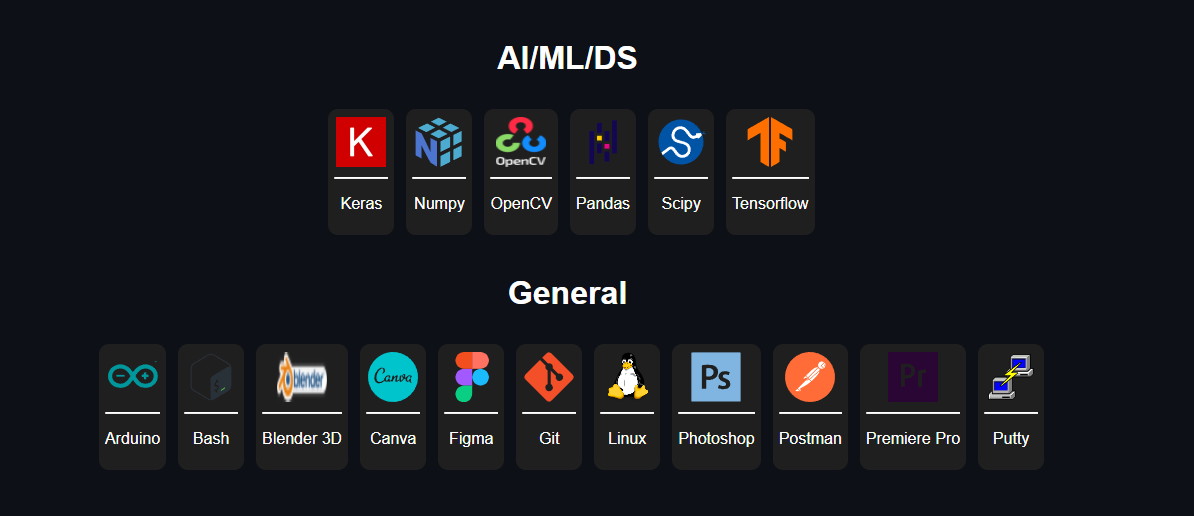 AI/ML/DS
K
N
OpenCV
S
TF
Keras
Numpy
OpenCV
Pandas
Scipy
Tensorflow
General
blender
Canva
Ps
Pr
Arduino
Bash
Blender 3D
Canva
Figma
Git
Linux
Photoshop
Postman
Premiere Pro
Putty